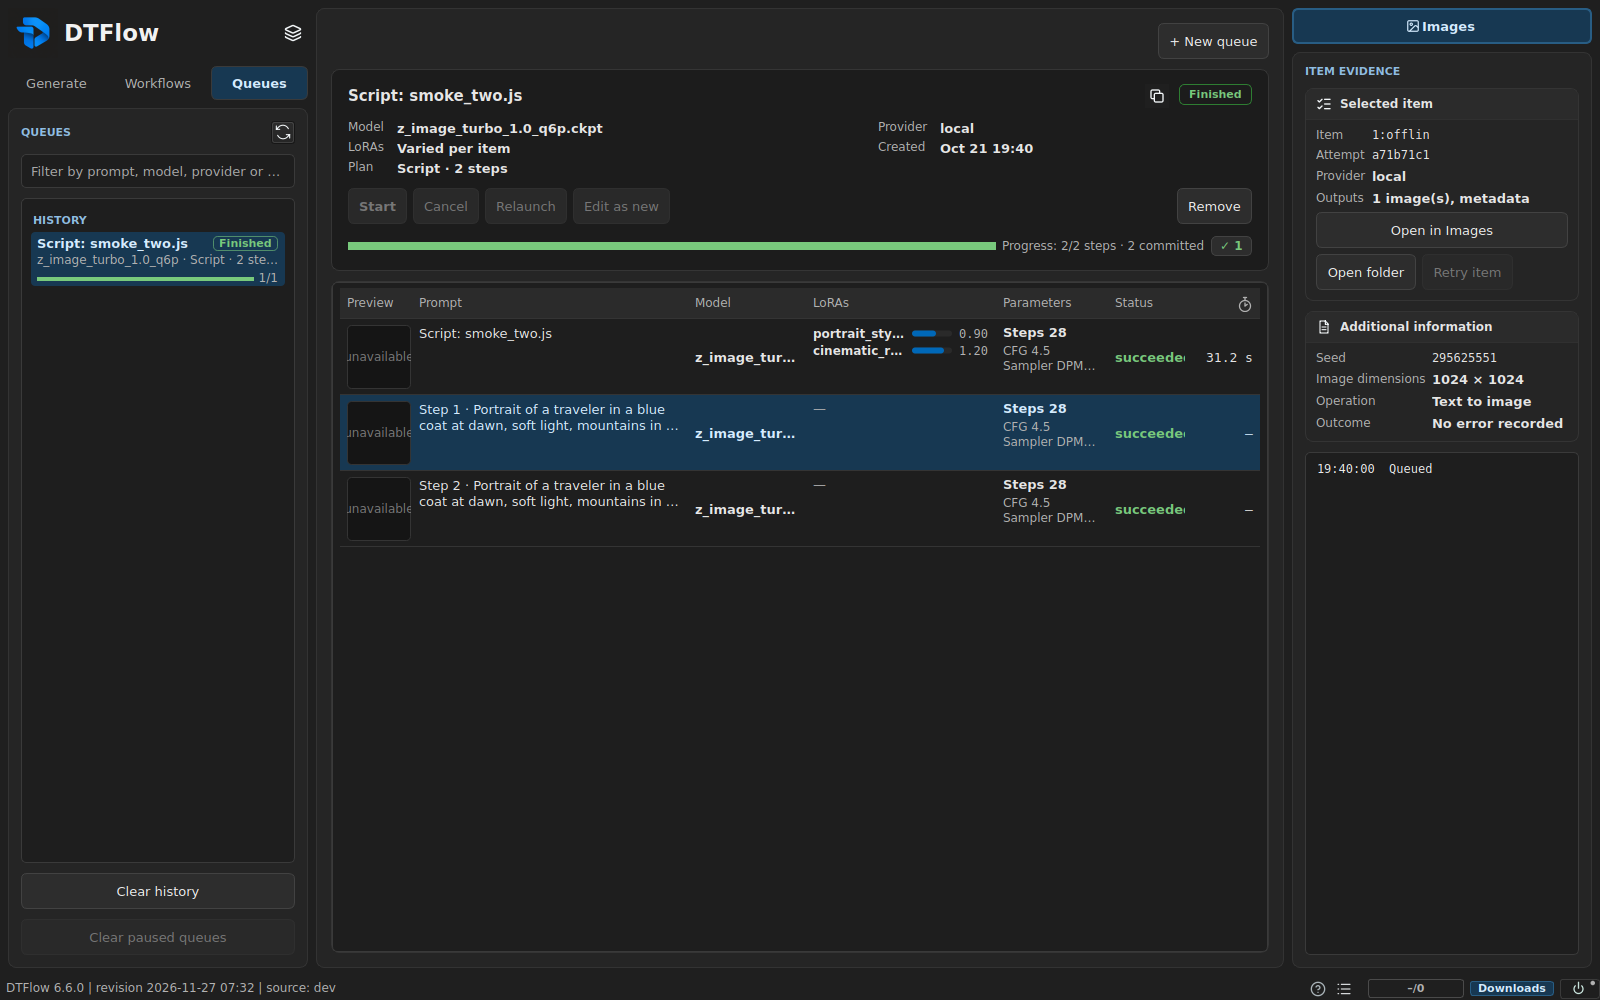 DTFlow
Generate
Workflows
Queues
QUEUES
Filter by prompt, model, provider or ...
HISTORY
Script: smoke_two.js
Finished
z_image_turbo_1.0_q6p · Script · 2 ste...
1/1
Clear history
Clear paused queues
+ New queue
Script: smoke_two.js
Finished
Model z_image_turbo_1.0_q6p.ckpt
Provider local
LoRAs Varied per item
Created Oct 21 19:40
Plan Script · 2 steps
Start
Cancel
Relaunch
Edit as new
Remove
Progress: 2/2 steps · 2 committed
✓ 1
Preview Prompt Model LoRAs Parameters Status
unavailable
Script: smoke_two.js
z_image_tur...
portrait_sty... 0.90
cinematic_r... 1.20
Steps 28
CFG 4.5
Sampler DPM...
succeeded
31.2 s
unavailable
Step 1 · Portrait of a traveler in a blue
coat at dawn, soft light, mountains in ...
z_image_tur...
—
Steps 28
CFG 4.5
Sampler DPM...
succeeded
—
unavailable
Step 2 · Portrait of a traveler in a blue
coat at dawn, soft light, mountains in ...
z_image_tur...
—
Steps 28
CFG 4.5
Sampler DPM...
succeeded
—
Images
ITEM EVIDENCE
Selected item
Item 1:offlin
Attempt a71b71c1
Provider local
Outputs 1 image(s), metadata
Open in Images
Open folder
Retry item
Additional information
Seed 295625551
Image dimensions 1024 × 1024
Operation Text to image
Outcome No error recorded
19:40:00 Queued
DTFlow 6.6.0 | revision 2026-11-27 07:32 | source: dev
–/0
Downloads